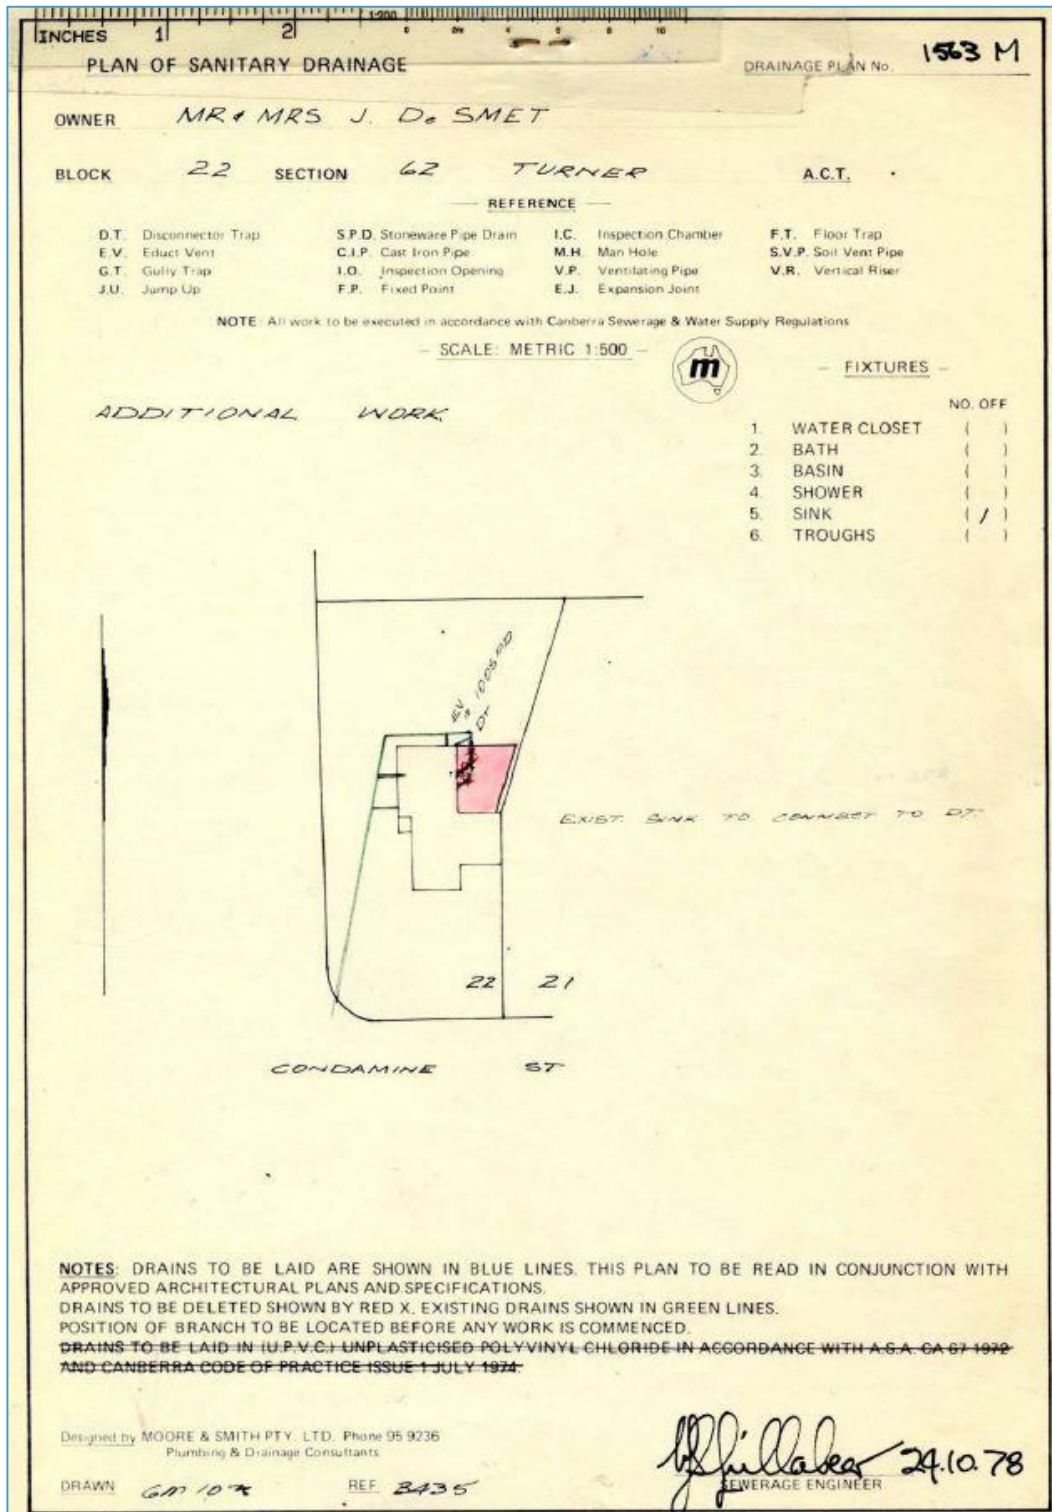 1:200
INCHES 1 2 0 2m 4 6 8 10
PLAN OF SANITARY DRAINAGE
DRAINAGE PLAN No. 1563 M
OWNER MR & MRS J. De SMET
BLOCK 22 SECTION 62 TURNER A.C.T.
REFERENCE
D.T. Disconnector Trap S.P.D. Stoneware Pipe Drain I.C. Inspection Chamber F.T. Floor Trap
E.V. Educt Vent C.I.P. Cast Iron Pipe M.H. Man Hole S.V.P. Soil Vent Pipe
G.T. Gully Trap I.O. Inspection Opening V.P. Ventilating Pipe V.R. Vertical Riser
J.U. Jump Up F.P. Fixed Point E.J. Expansion Joint
NOTE: All work to be executed in accordance with Canberra Sewerage & Water Supply Regulations
– SCALE: METRIC 1:500 –
m
– FIXTURES –
ADDITIONAL WORK
NO. OFF
1. WATER CLOSET ( )
2. BATH ( )
3. BASIN ( )
4. SHOWER ( )
5. SINK ( / )
6. TROUGHS ( )
EV
DT
100SPD
EXIST. SINK TO CONNECT TO DT.
22 21
CONDAMINE ST
NOTES: DRAINS TO BE LAID ARE SHOWN IN BLUE LINES. THIS PLAN TO BE READ IN CONJUNCTION WITH
APPROVED ARCHITECTURAL PLANS AND SPECIFICATIONS.
DRAINS TO BE DELETED SHOWN BY RED X, EXISTING DRAINS SHOWN IN GREEN LINES.
POSITION OF BRANCH TO BE LOCATED BEFORE ANY WORK IS COMMENCED.
DRAINS TO BE LAID IN (U.P.V.C.) UNPLASTICISED POLYVINYL CHLORIDE IN ACCORDANCE WITH A.S.A. CA 67 1972
AND CANBERRA CODE OF PRACTICE ISSUE 1 JULY 1974.
Designed by MOORE & SMITH PTY. LTD. Phone 95 9236
Plumbing & Drainage Consultants
24.10.78
SEWERAGE ENGINEER
DRAWN GM REF. 3435